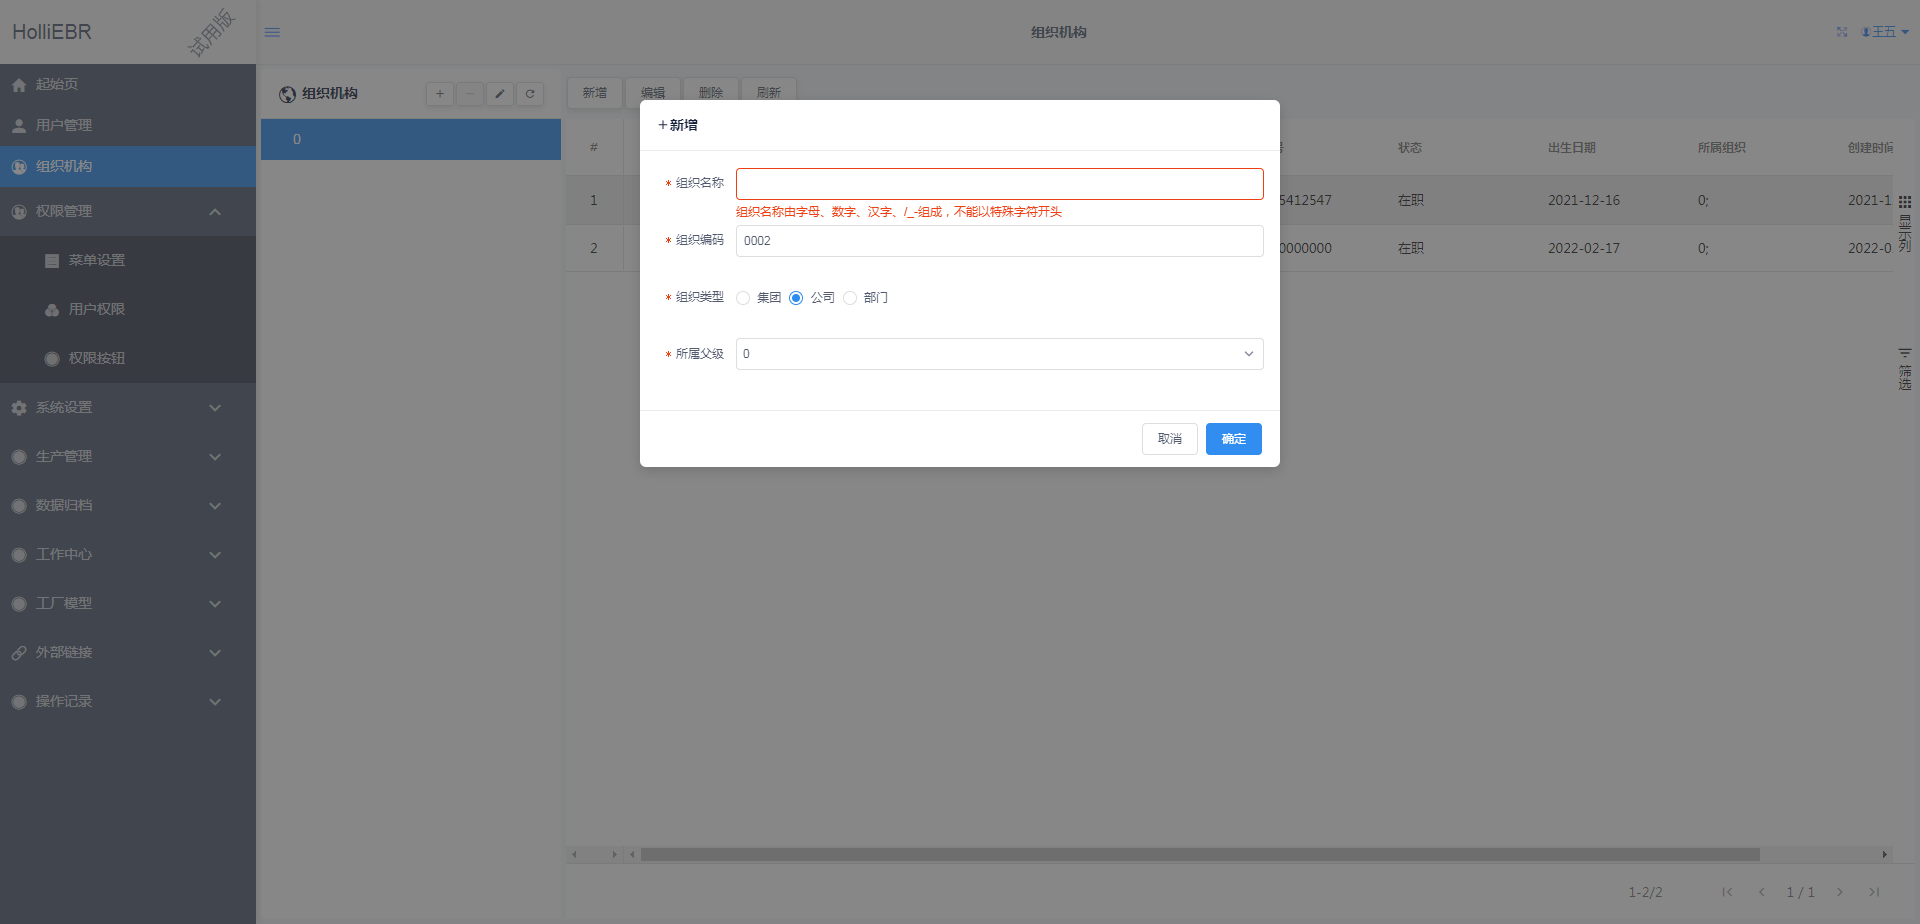 HolliEBR
试用版
组织机构
王五
起始页
用户管理
组织机构
权限管理
菜单设置
用户权限
权限按钮
系统设置
生产管理
数据归档
工作中心
工厂模型
外部链接
操作记录
组织机构
0
新增 编辑 删除 刷新
# 状态 出生日期 所属组织 创建时间
1 5412547 在职 2021-12-16 0; 2021-1
2 0000000 在职 2022-02-17 0; 2022-0
显示列
筛选
+新增
* 组织名称
组织名称由字母、数字、汉字、/_-组成，不能以特殊字符开头
* 组织编码 0002
* 组织类型 集团 公司 部门
* 所属父级 0
取消 确定
1-2/2 1 / 1